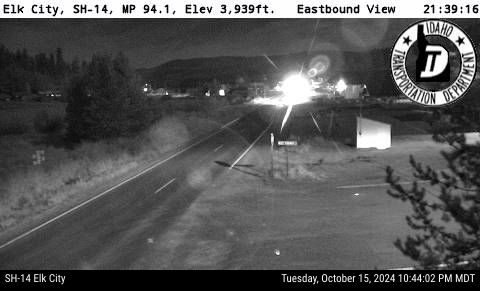 Elk City, SH-14, MP 94.1, Elev 3,939ft. Eastbound View 21:39:16
IDAHO
TRANSPORTATION DEPARTMENT
SH-14 Elk City Tuesday, October 15, 2024 10:44:02 PM MDT